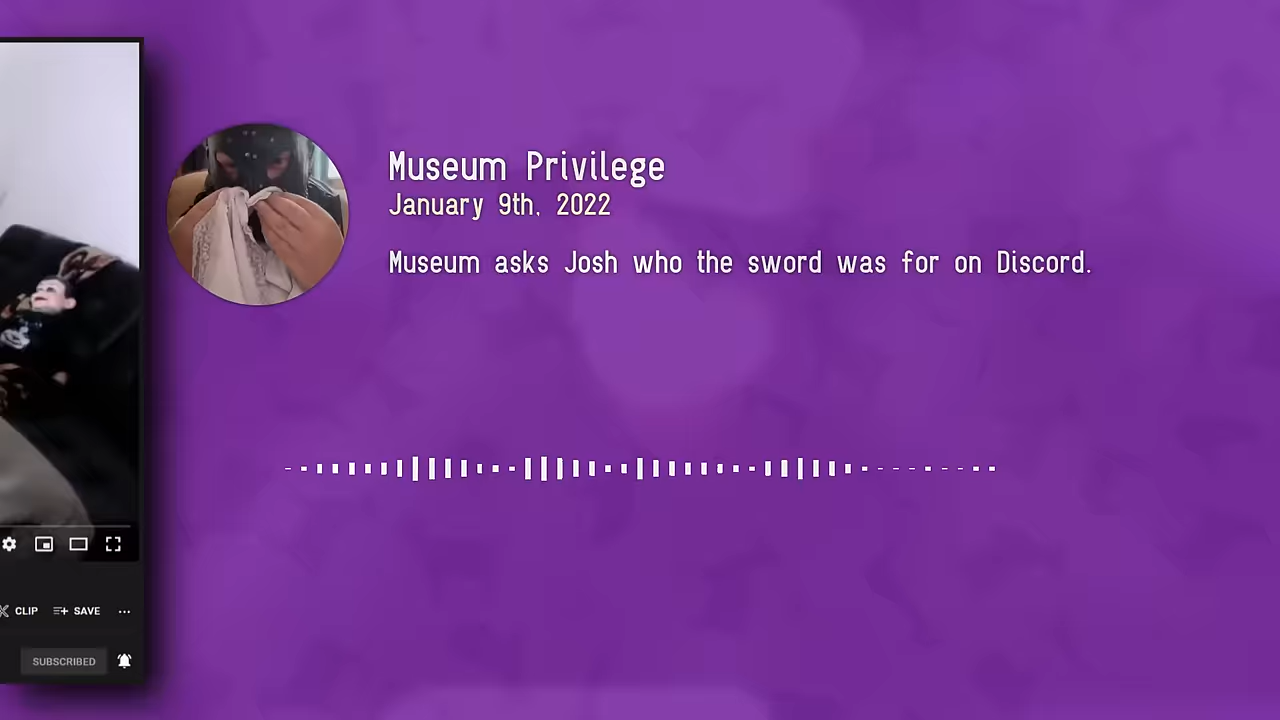 Museum Privilege
January 9th, 2022
Museum asks Josh who the sword was for on Discord.
CLIP
SAVE
SUBSCRIBED